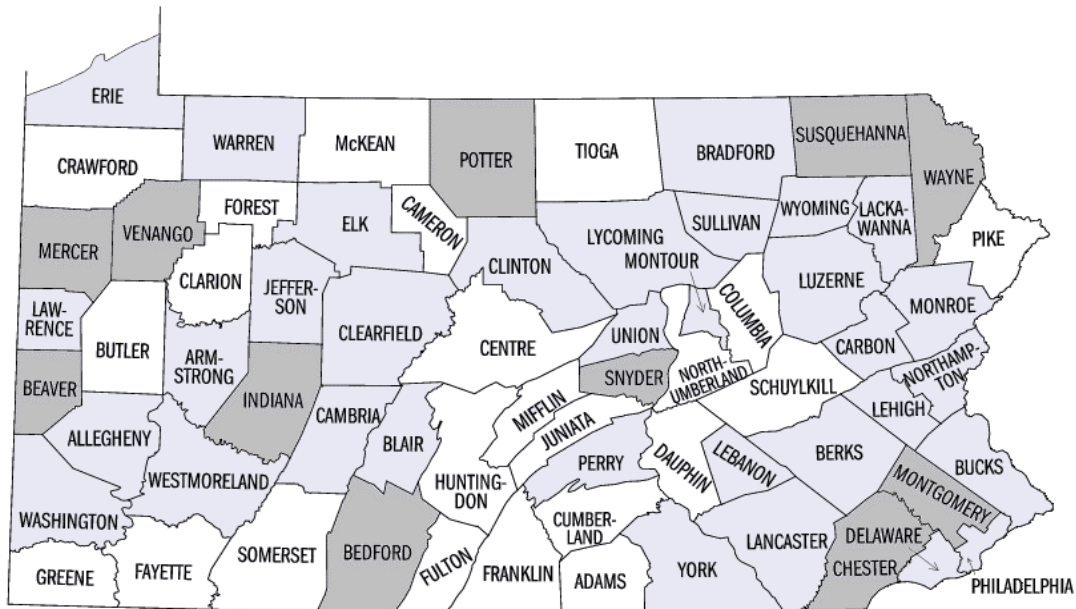 ERIE
WARREN
McKEAN
POTTER
TIOGA
BRADFORD
SUSQUEHANNA
WAYNE
CRAWFORD
FOREST
ELK
CAMERON
VENANGO
MERCER
CLARION
JEFFER-
SON
CLINTON
LYCOMING
MONTOUR
SULLIVAN
WYOMING
LACKA-
WANNA
PIKE
LUZERNE
MONROE
COLUMBIA
LAW-
RENCE
BUTLER
ARM-
STRONG
CLEARFIELD
CENTRE
UNION
SNYDER
NORTH-
UMBERLAND
SCHUYLKILL
CARBON
NORTHAMP-
TON
LEHIGH
BEAVER
INDIANA
CAMBRIA
BLAIR
MIFFLIN
JUNIATA
PERRY
DAUPHIN
LEBANON
BERKS
BUCKS
MONTGOMERY
ALLEGHENY
WESTMORELAND
HUNTING-
DON
WASHINGTON
SOMERSET
BEDFORD
FULTON
FRANKLIN
CUMBER-
LAND
ADAMS
YORK
LANCASTER
DELAWARE
CHESTER
PHILADELPHIA
GREENE
FAYETTE